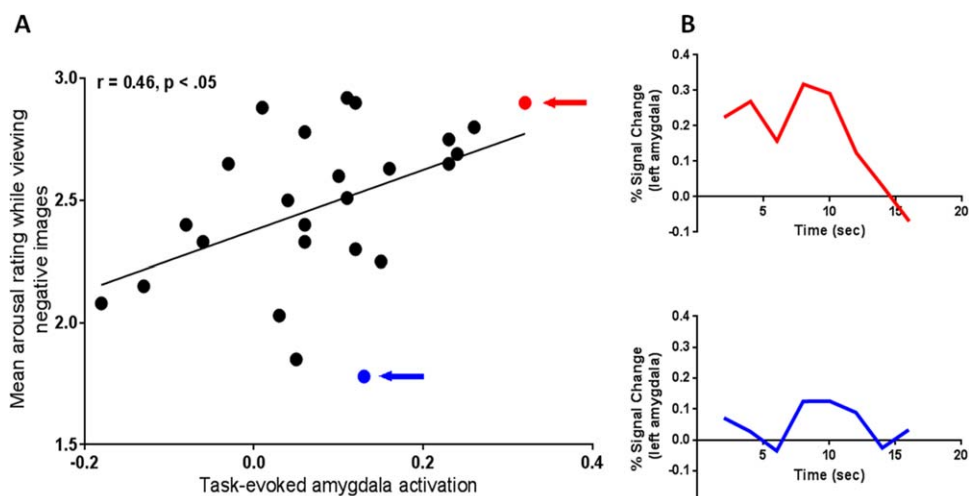 A
B
r = 0.46, p < .05
3.0
2.5
2.0
1.5
-0.2
0.0
0.2
0.4
Mean arousal rating while viewing
negative images
Task-evoked amygdala activation
0.4
0.3
0.2
0.1
0.0
-0.1
5
10
15
20
% Signal Change
(left amygdala)
Time (sec)
0.4
0.3
0.2
0.1
0.0
-0.1
5
10
15
20
% Signal Change
(left amygdala)
Time (sec)